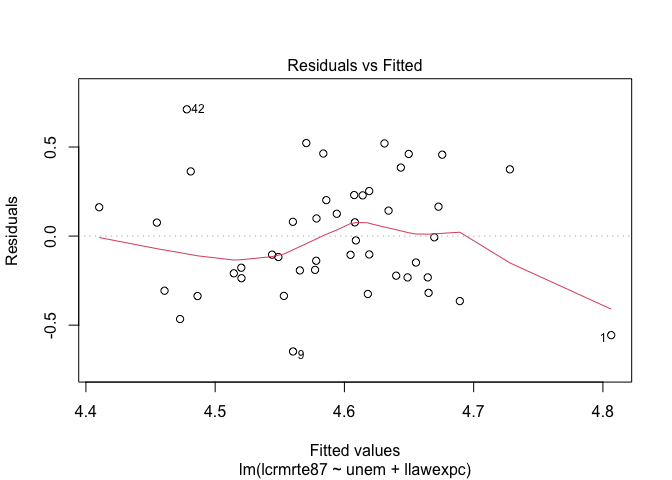 Residuals vs Fitted
Residuals
0.5
0.0
-0.5
42
9
1
4.4 4.5 4.6 4.7 4.8
Fitted values
lm(lcrmrte87 ~ unem + llawexpc)